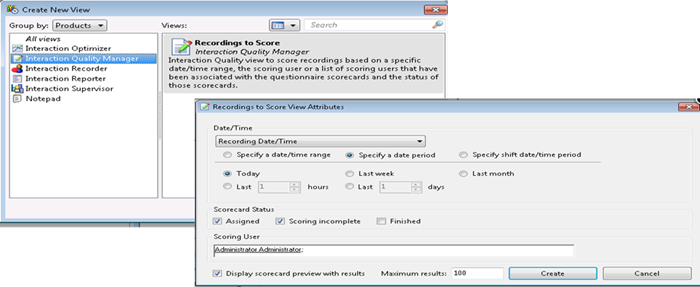 Create New View
Group by: Products Views: Search
All views
Interaction Optimizer
Interaction Quality Manager
Interaction Recorder
Interaction Reporter
Interaction Supervisor
Notepad
Recordings to Score
Interaction Quality Manager
Interaction Quality view to score recordings based on a specific
date/time range, the scoring user or a list of scoring users that have
been associated with the questionnaire scorecards and the status of
those scorecards.
Recordings to Score View Attributes
Date/Time
Recording Date/Time
Specify a date/time range Specify a date period Specify shift date/time period
Today Last week Last month
Last 1 hours Last 1 days
Scorecard Status
Assigned Scoring incomplete Finished
Scoring User
Administrator Administrator;
Display scorecard preview with results Maximum results: 100 Create Cancel